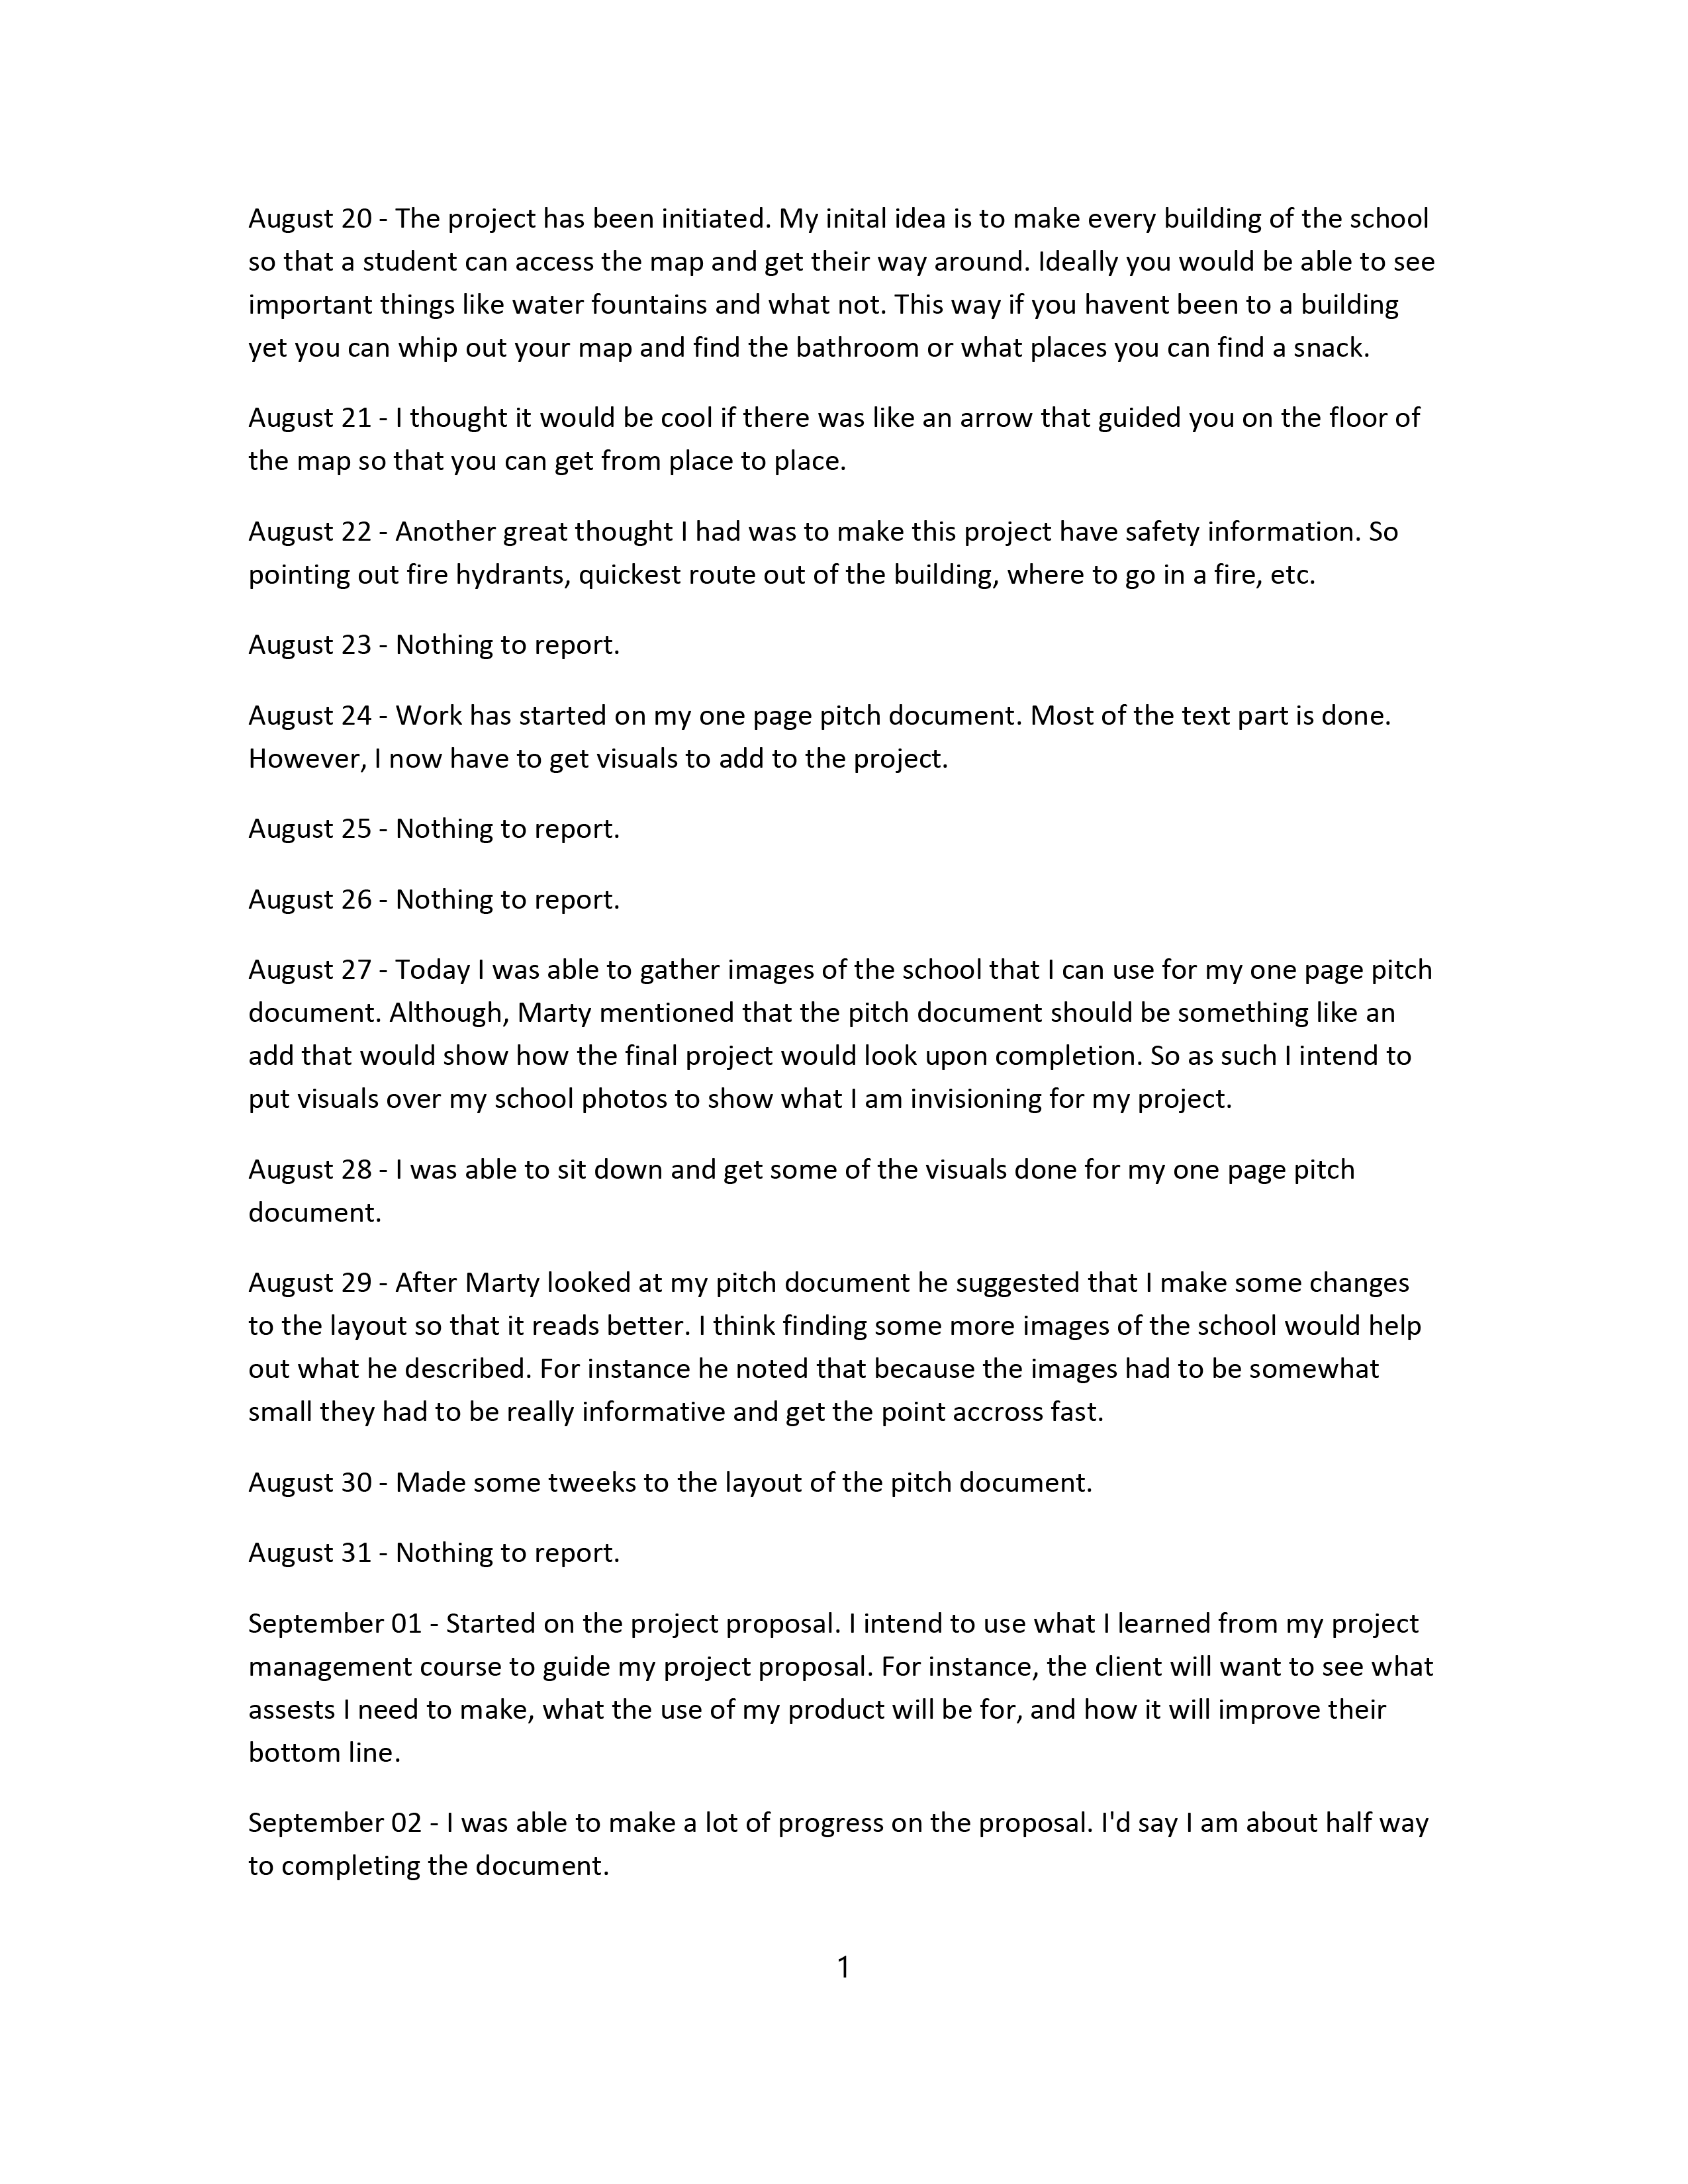 August 20 - The project has been initiated. My inital idea is to make every building of the school
so that a student can access the map and get their way around. Ideally you would be able to see
important things like water fountains and what not. This way if you havent been to a building
yet you can whip out your map and find the bathroom or what places you can find a snack.
August 21 - I thought it would be cool if there was like an arrow that guided you on the floor of
the map so that you can get from place to place.
August 22 - Another great thought I had was to make this project have safety information. So
pointing out fire hydrants, quickest route out of the building, where to go in a fire, etc.
August 23 - Nothing to report.
August 24 - Work has started on my one page pitch document. Most of the text part is done.
However, I now have to get visuals to add to the project.
August 25 - Nothing to report.
August 26 - Nothing to report.
August 27 - Today I was able to gather images of the school that I can use for my one page pitch
document. Although, Marty mentioned that the pitch document should be something like an
add that would show how the final project would look upon completion. So as such I intend to
put visuals over my school photos to show what I am invisioning for my project.
August 28 - I was able to sit down and get some of the visuals done for my one page pitch
document.
August 29 - After Marty looked at my pitch document he suggested that I make some changes
to the layout so that it reads better. I think finding some more images of the school would help
out what he described. For instance he noted that because the images had to be somewhat
small they had to be really informative and get the point accross fast.
August 30 - Made some tweeks to the layout of the pitch document.
August 31 - Nothing to report.
September 01 - Started on the project proposal. I intend to use what I learned from my project
management course to guide my project proposal. For instance, the client will want to see what
assests I need to make, what the use of my product will be for, and how it will improve their
bottom line.
September 02 - I was able to make a lot of progress on the proposal. I'd say I am about half way
to completing the document.
1